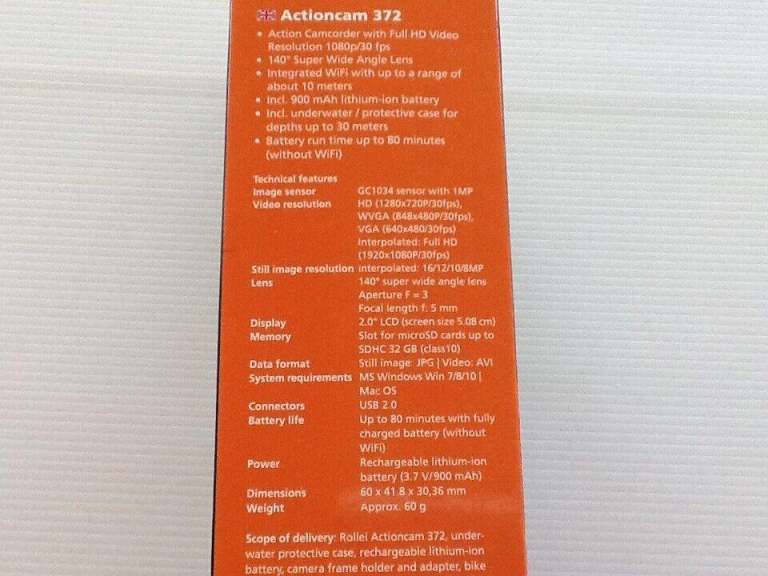 Actioncam 372
• Action Camcorder with Full HD Video
Resolution 1080p/30 fps
• 140° Super Wide Angle Lens
• Integrated WiFi with up to a range of
about 10 meters
• Incl. 900 mAh lithium-ion battery
• Incl. underwater / protective case for
depths up to 30 meters
• Battery run time up to 80 minutes
(without WiFi)
Technical features
Image sensor GC1034 sensor with 1MP
Video resolution HD (1280x720P/30fps),
WVGA (848x480P/30fps),
VGA (640x480/30fps)
Interpolated: Full HD
(1920x1080P/30fps)
Still image resolution interpolated: 16/12/10/8MP
Lens 140° super wide angle lens
Aperture F = 3
Focal length f: 5 mm
Display 2.0" LCD (screen size 5.08 cm)
Memory Slot for microSD cards up to
SDHC 32 GB (class10)
Data format Still image: JPG | Video: AVI
System requirements MS Windows Win 7/8/10 |
Mac OS
Connectors USB 2.0
Battery life Up to 80 minutes with fully
charged battery (without
WiFi)
Power Rechargeable lithium-ion
battery (3.7 V/900 mAh)
Dimensions 60 x 41.8 x 30,36 mm
Weight Approx. 60 g
Scope of delivery: Rollei Actioncam 372, under-
water protective case, rechargeable lithium-ion
battery, camera frame holder and adapter, bike